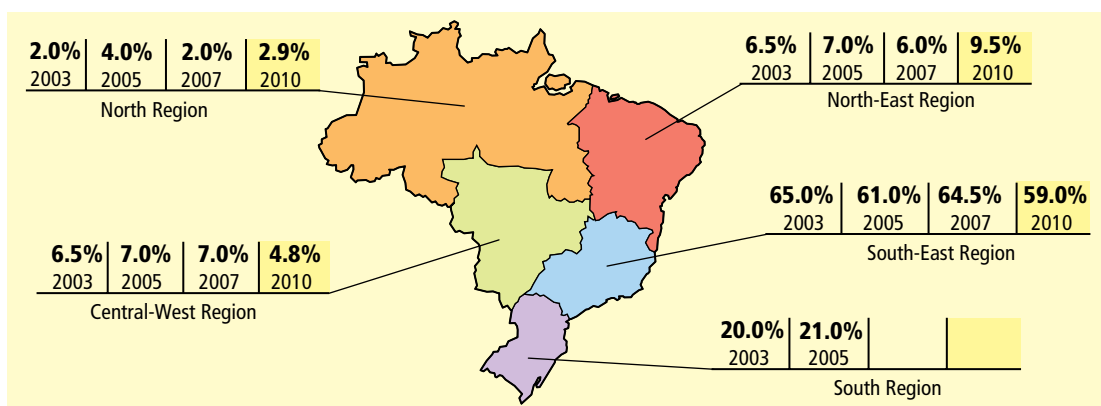 2.0% 4.0% 2.0% 2.9%
2003 2005 2007 2010
North Region
6.5% 7.0% 6.0% 9.5%
2003 2005 2007 2010
North-East Region
65.0% 61.0% 64.5% 59.0%
2003 2005 2007 2010
South-East Region
6.5% 7.0% 7.0% 4.8%
2003 2005 2007 2010
Central-West Region
20.0% 21.0%
2003 2005
South Region